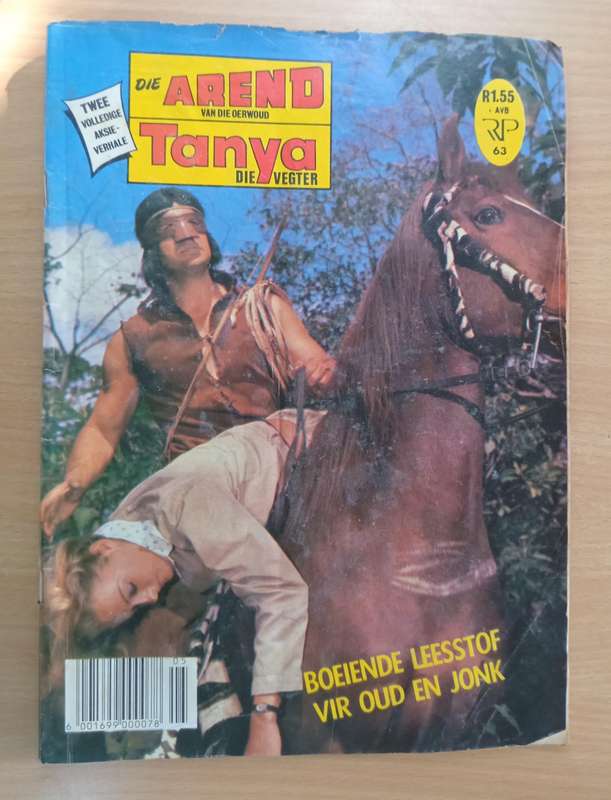 TWEE
VOLLEDIGE
AKSIE-
VERHALE
DIE AREND
VAN DIE OERWOUD
Tanya
DIE VEGTER
R1.55
+ AVB
RP
63
BOEIENDE LEESSTOF
VIR OUD EN JONK
03
6 001699 000078